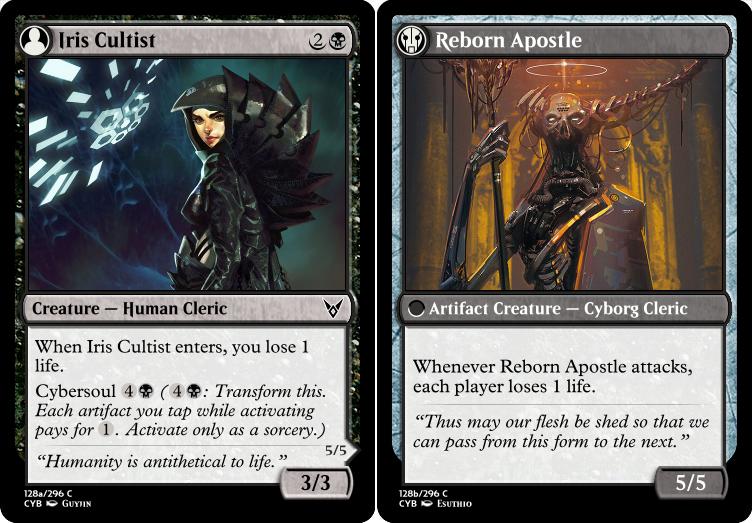 Iris Cultist 2
Creature — Human Cleric
When Iris Cultist enters, you lose 1
life.
Cybersoul 4 ( 4 : Transform this.
Each artifact you tap while activating
pays for 1 . Activate only as a sorcery.)
“Humanity is antithetical to life.”
5/5
3/3
128a/296 C
CYB GUYJIN
Reborn Apostle
Artifact Creature — Cyborg Cleric
Whenever Reborn Apostle attacks,
each player loses 1 life.
“Thus may our flesh be shed so that we
can pass from this form to the next.”
5/5
128b/296 C
CYB ESUTHIO